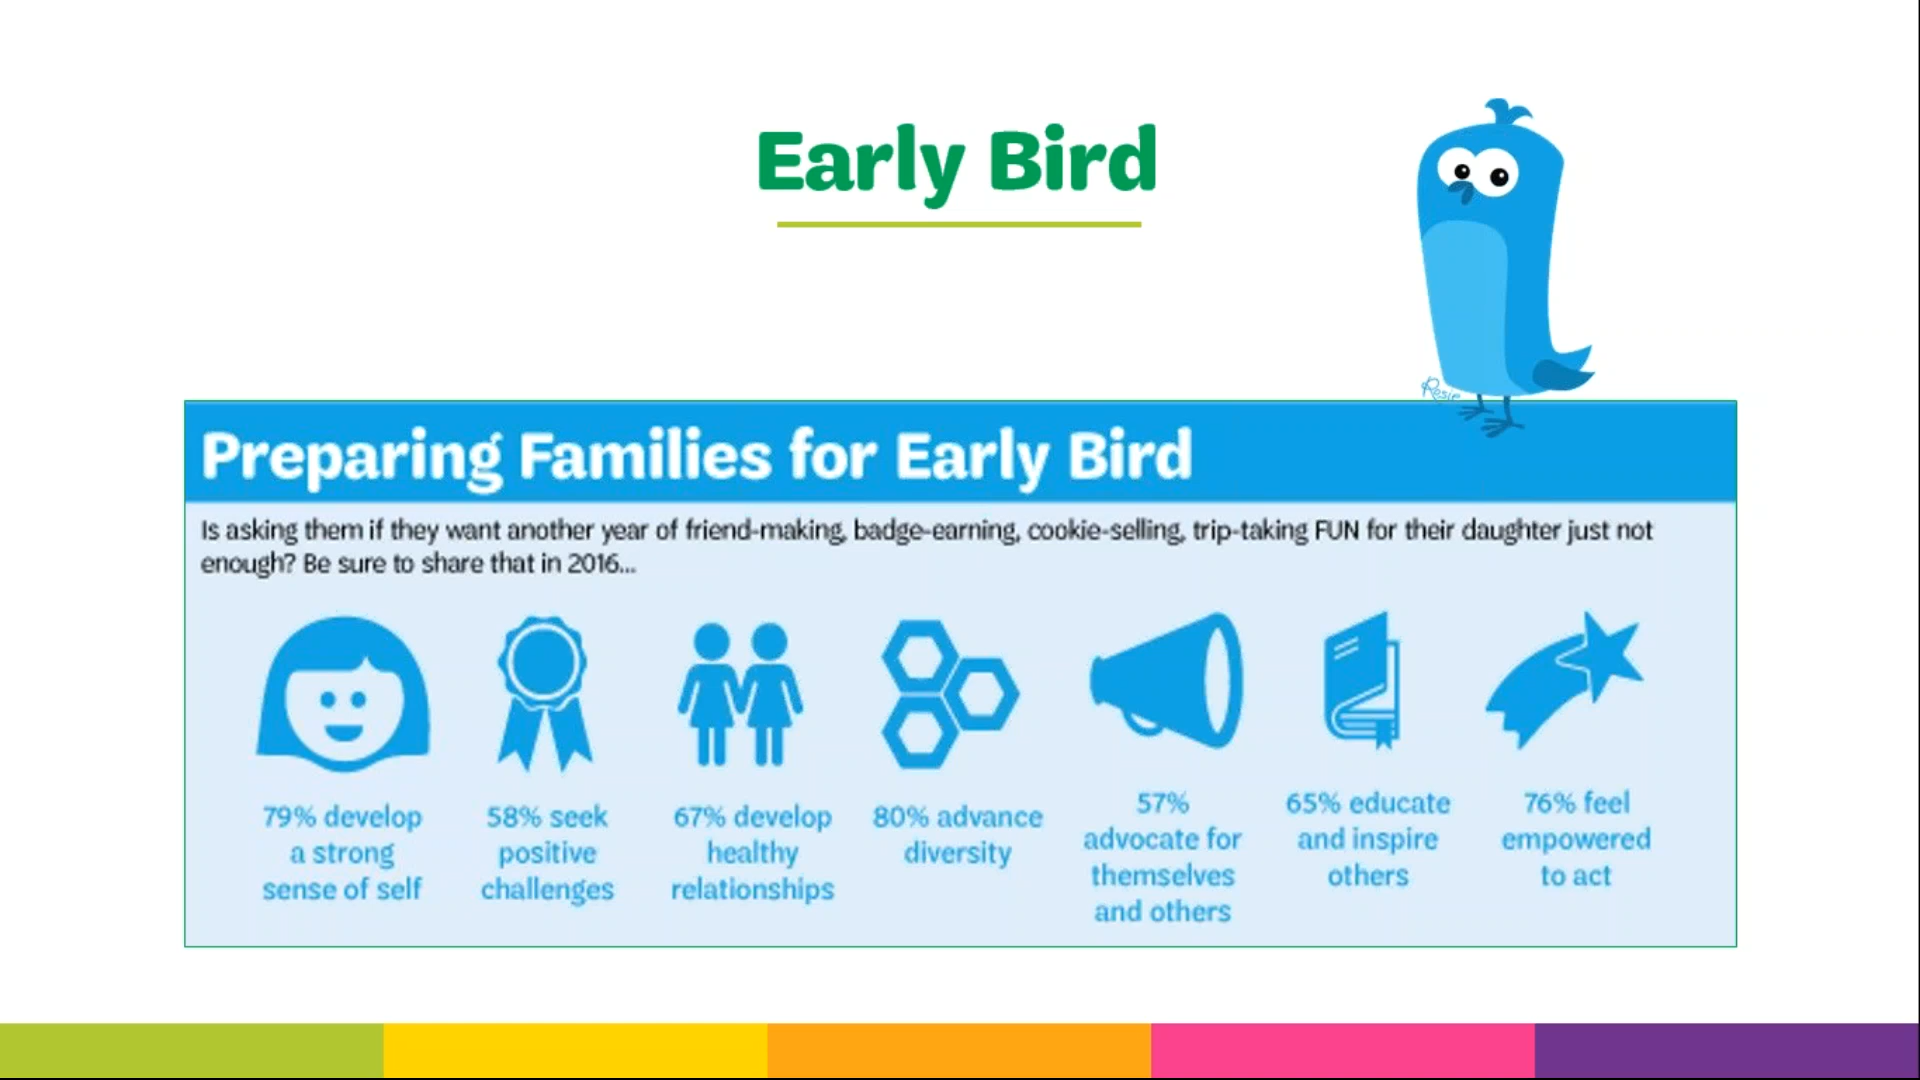 Early Bird
Rosie
Preparing Families for Early Bird
Is asking them if they want another year of friend-making, badge-earning, cookie-selling, trip-taking FUN for their daughter just not
enough? Be sure to share that in 2016...
79% develop
a strong
sense of self
58% seek
positive
challenges
67% develop
healthy
relationships
80% advance
diversity
57%
advocate for
themselves
and others
65% educate
and inspire
others
76% feel
empowered
to act